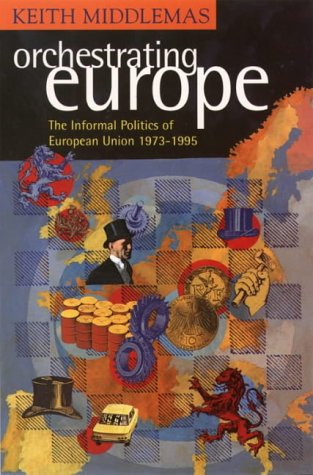 KEITH MIDDLEMAS
orchestrating
europe
The Informal Politics of
European Union 1973-1995